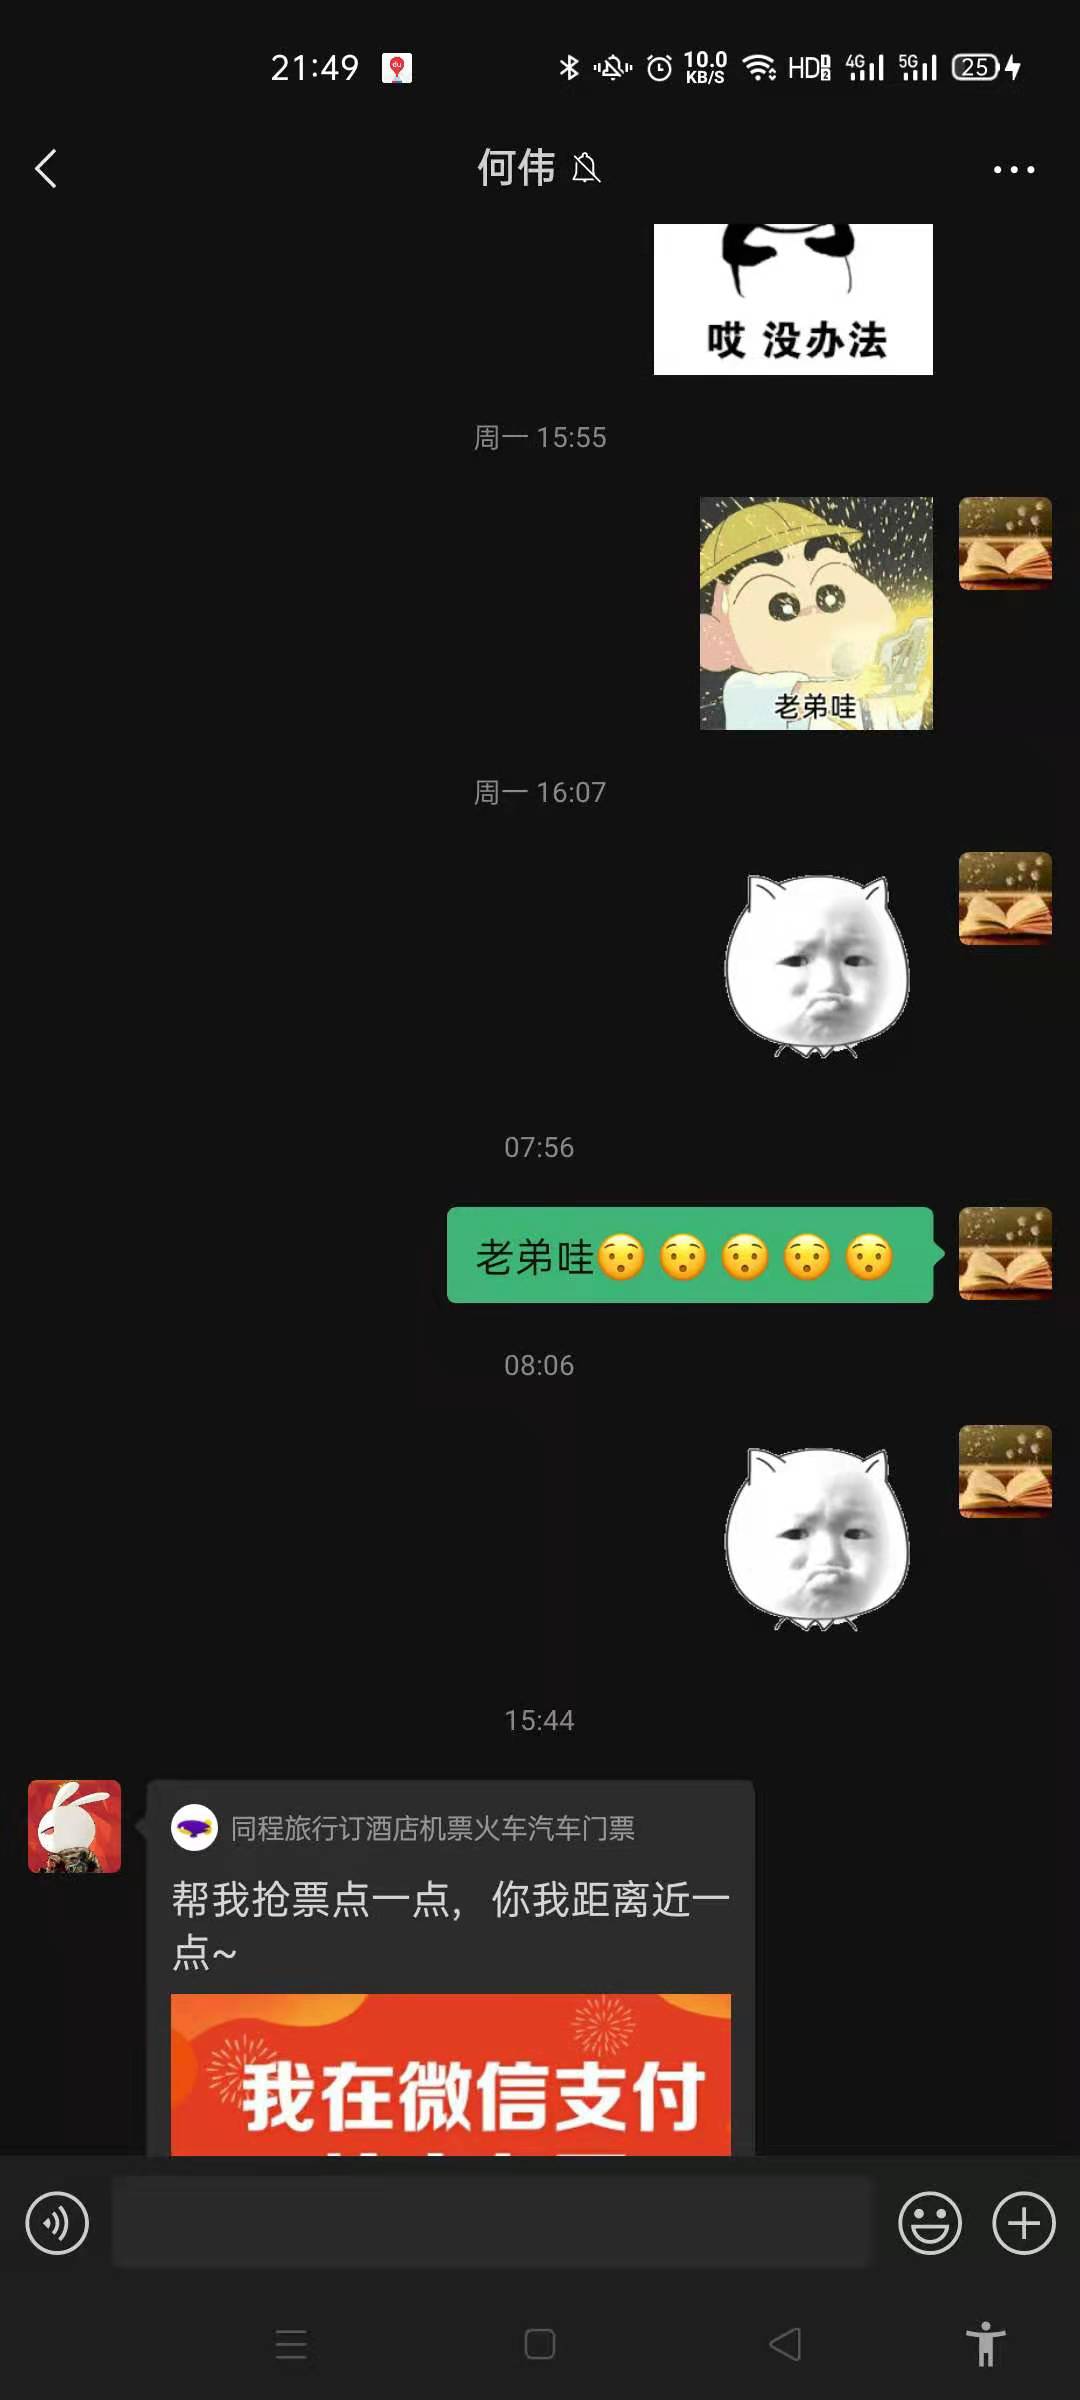 21:49
10.0
KB/S
HD 2
4G
5G
25
何伟
哎 没办法
周一 15:55
老弟哇
周一 16:07
07:56
老弟哇😯😯😯😯😯
08:06
15:44
同程旅行订酒店机票火车汽车门票
帮我抢票点一点，你我距离近一
点~
我在微信支付